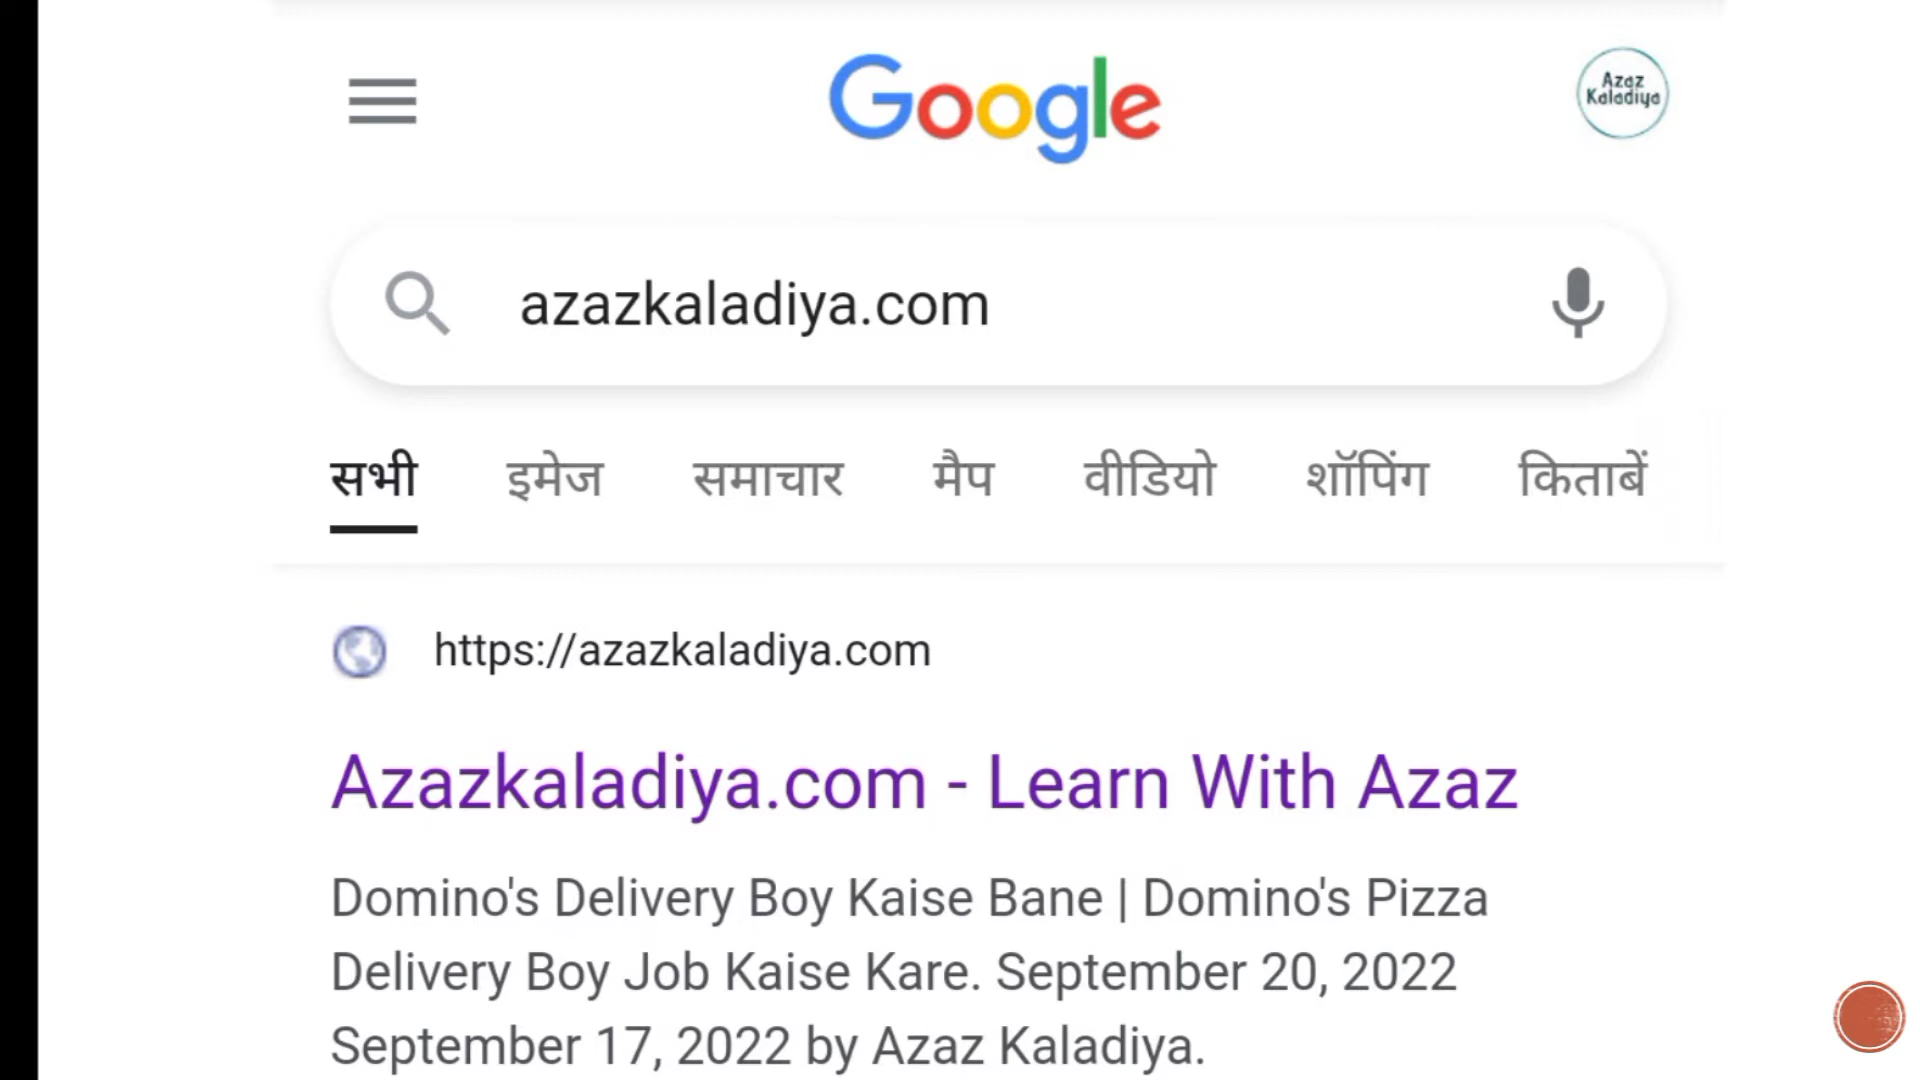 Google
Azaz
Kaladiya
azazkaladiya.com
सभी इमेज समाचार मैप वीडियो शॉपिंग किताबें
https://azazkaladiya.com
Azazkaladiya.com - Learn With Azaz
Domino's Delivery Boy Kaise Bane | Domino's Pizza
Delivery Boy Job Kaise Kare. September 20, 2022
September 17, 2022 by Azaz Kaladiya.